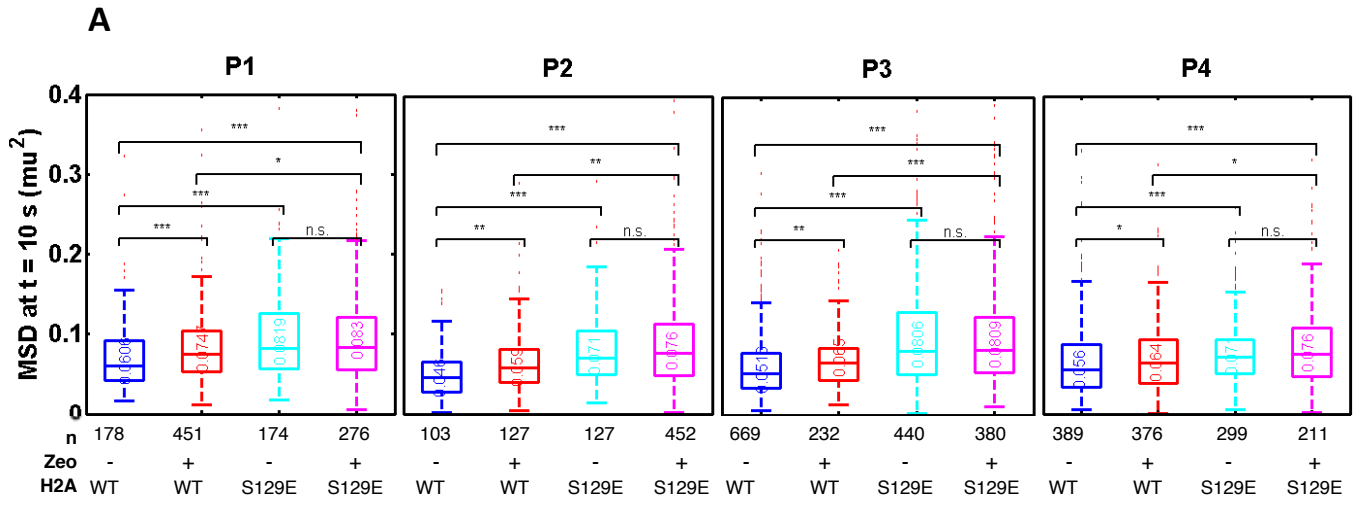 A
P1 P2 P3 P4
MSD at t = 10 s (mu²)
0.4
0.3
0.2
0.1
0
*** *** *** ***
* ** *** *
*** *** *** ***
*** n.s. ** n.s. ** n.s. * n.s.
0.0606 0.0819 0.083 0.046 0.059 0.071 0.076 0.065 0.0806 0.0809 0.056 0.064 0.071 0.076
n 178 451 174 276 103 127 127 452 669 232 440 380 389 376 299 211
Zeo - + - + - + - + - + - + - + - +
H2A WT WT S129E S129E WT WT S129E S129E WT WT S129E S129E WT WT S129E S129E